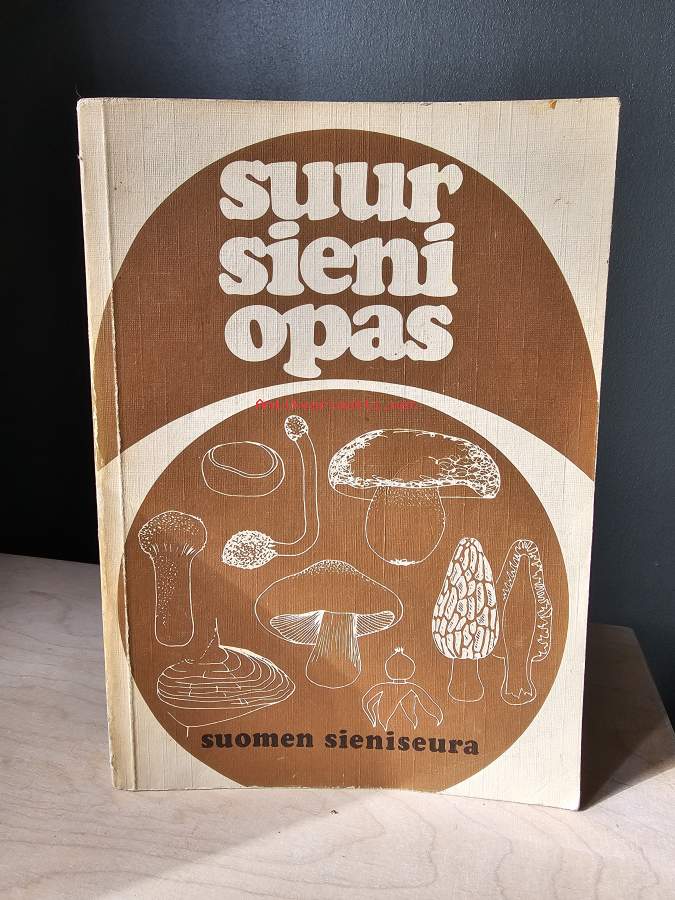 suur
sieni
opas
suomen sieniseura